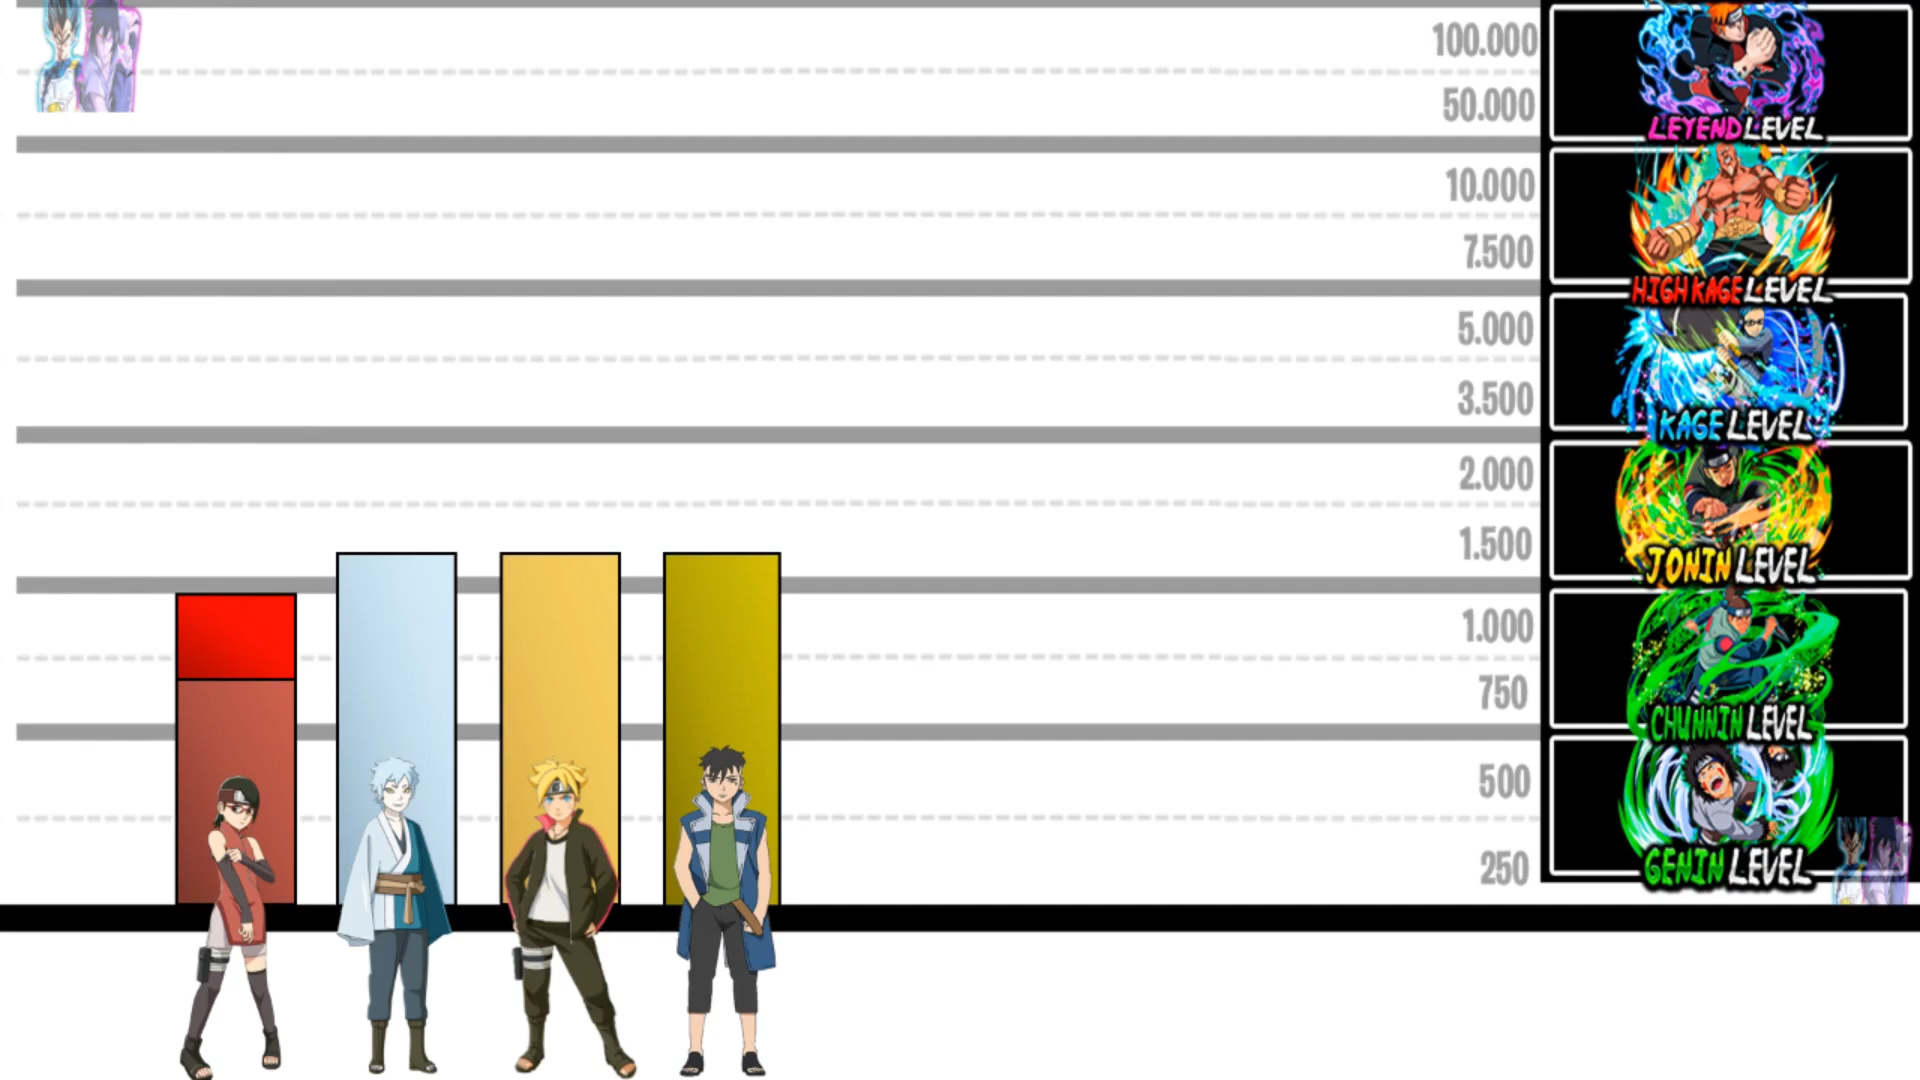 100.000
50.000
LEYEND LEVEL
10.000
7.500
HIGH KAGE LEVEL
5.000
3.500
KAGE LEVEL
2.000
1.500
JONIN LEVEL
1.000
750
CHUNNIN LEVEL
500
250
GENIN LEVEL